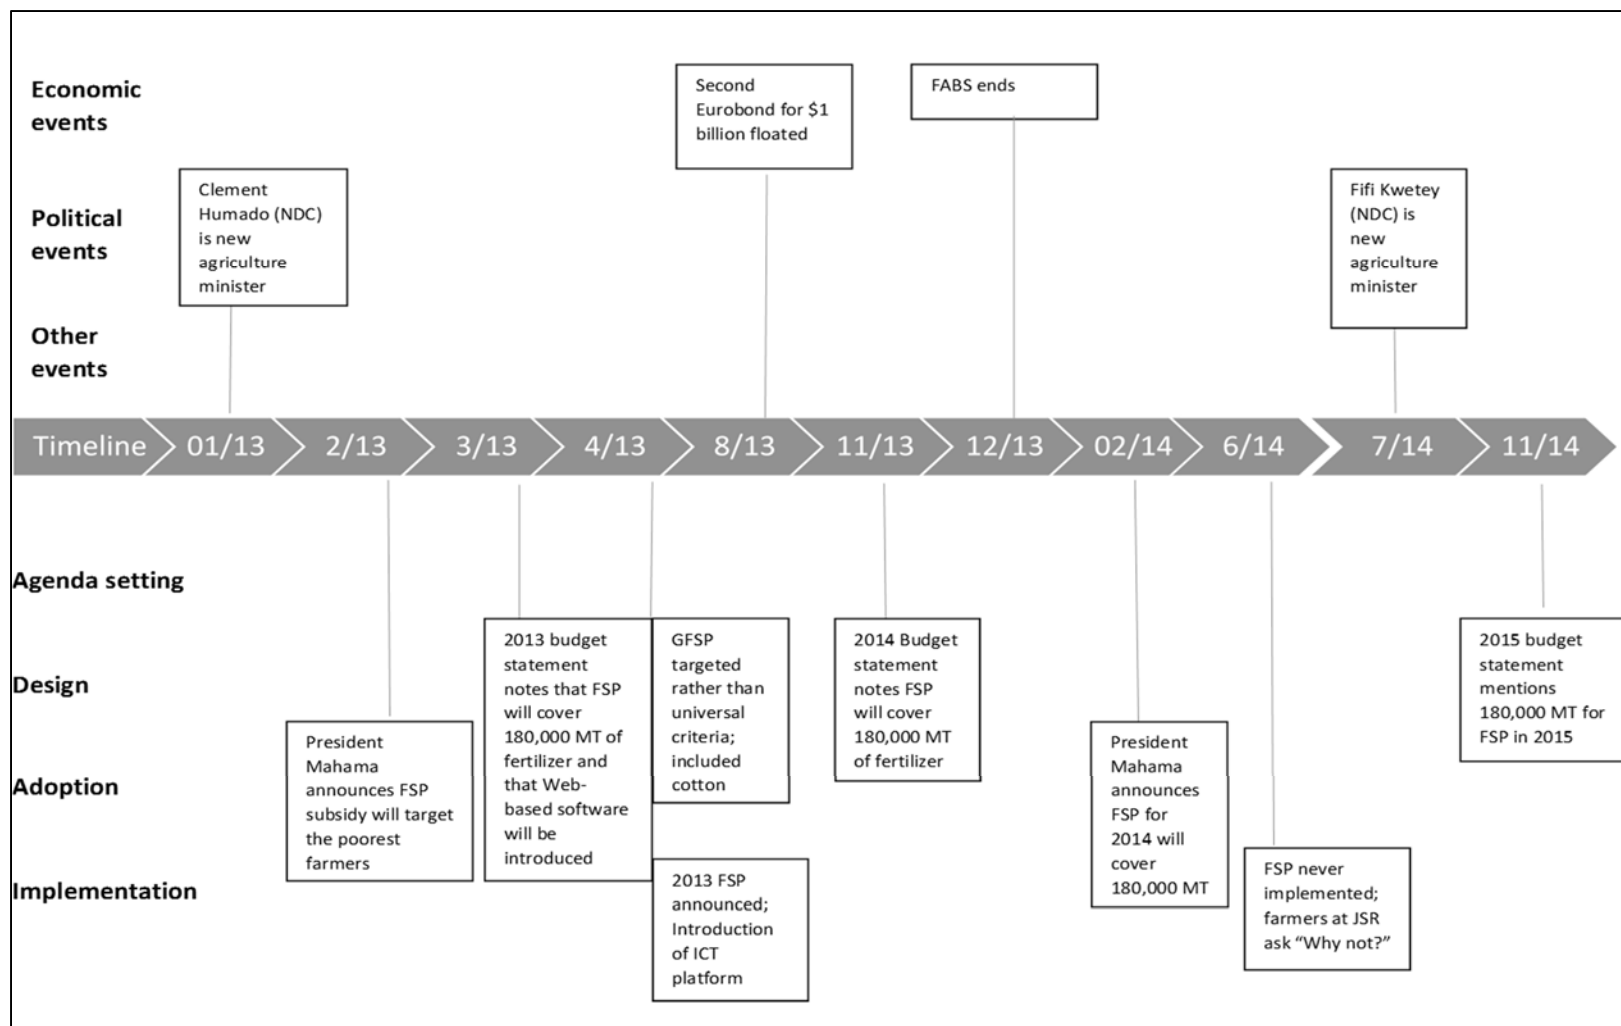 Economic
events
Second
Eurobond for $1
billion floated
FABS ends
Political
events
Clement
Humado (NDC)
is new
agriculture
minister
Fifi Kwetey
(NDC) is
new
agriculture
minister
Other
events
Timeline
01/13
2/13
3/13
4/13
8/13
11/13
12/13
02/14
6/14
7/14
11/14
Agenda setting
Design
Adoption
Implementation
President
Mahama
announces FSP
subsidy will target
the poorest
farmers
2013 budget
statement
notes that FSP
will cover
180,000 MT of
fertilizer and
that Web-
based software
will be
introduced
GFSP
targeted
rather than
universal
criteria;
included
cotton
2013 FSP
announced;
Introduction
of ICT
platform
2014 Budget
statement
notes FSP
will cover
180,000 MT
of fertilizer
President
Mahama
announces
FSP for
2014 will
cover
180,000 MT
FSP never
implemented;
farmers at JSR
ask “Why not?”
2015 budget
statement
mentions
180,000 MT for
FSP in 2015